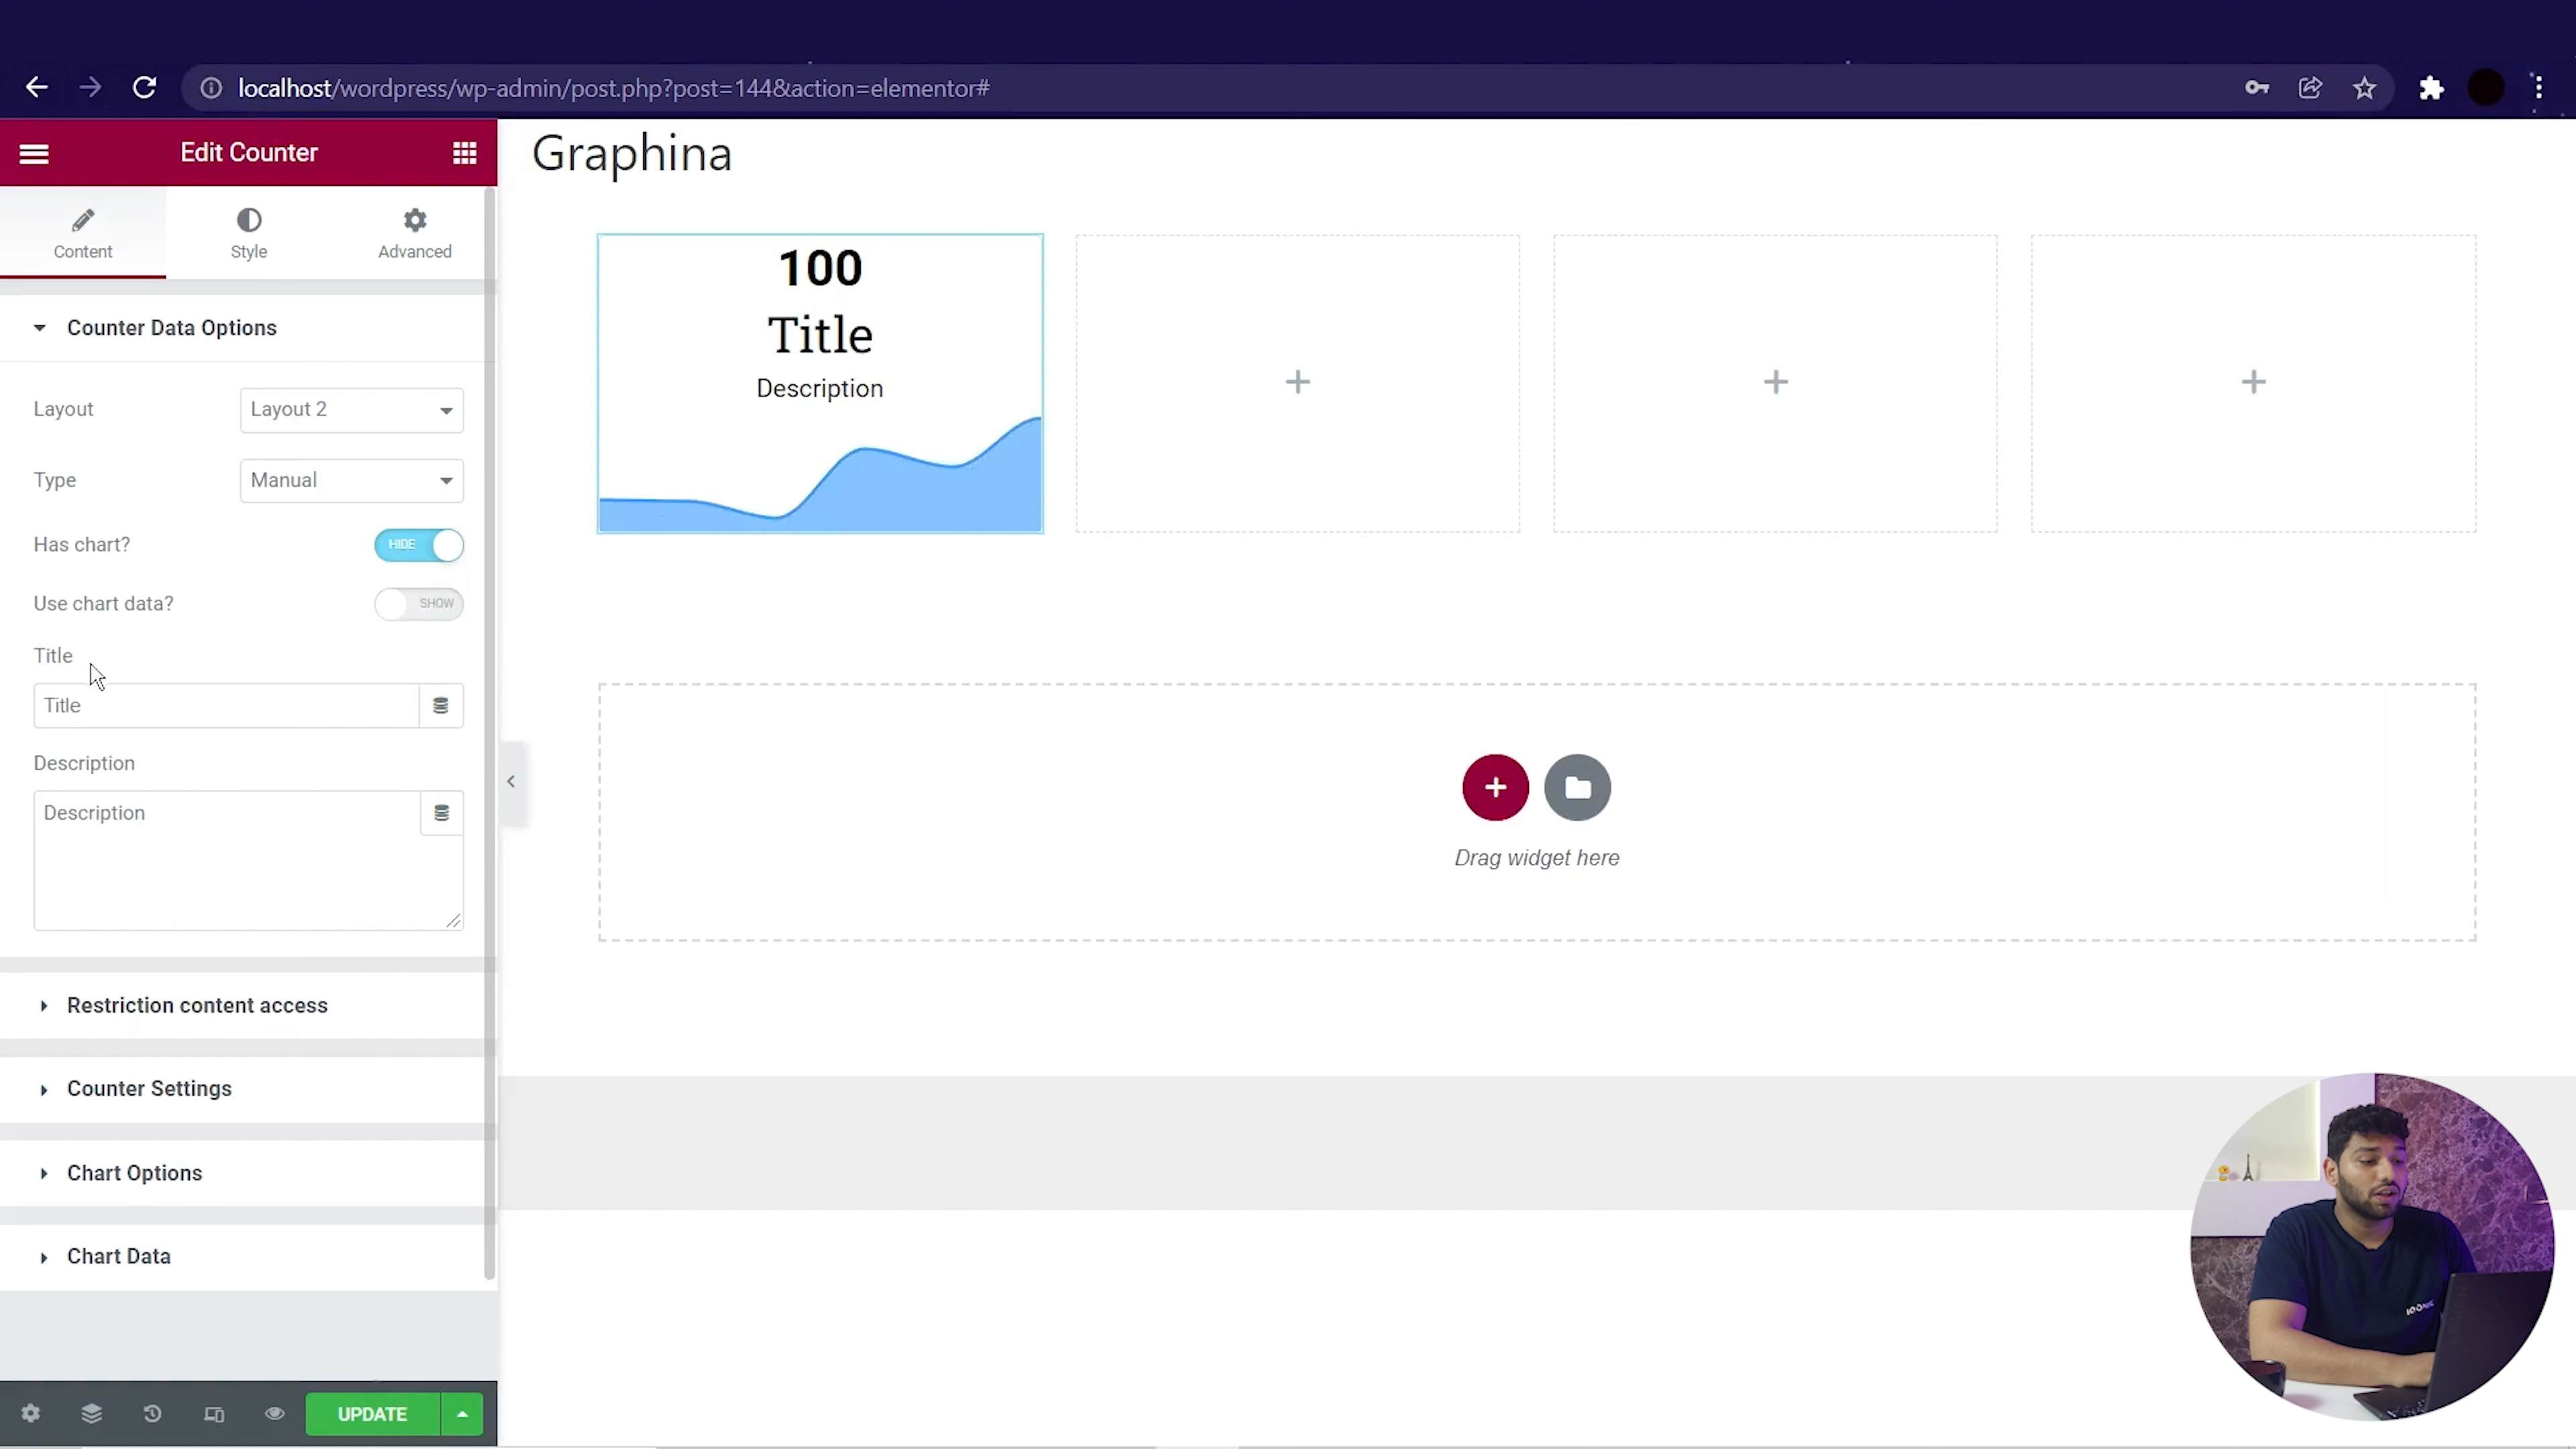 localhost/wordpress/wp-admin/post.php?post=144&action=elementor#
Edit Counter
Content
Style
Advanced
Counter Data Options
Layout
Layout 2
Type
Manual
Has chart?
HIDE
Use chart data?
SHOW
Title
Title
Description
Description
Restriction content access
Counter Settings
Chart Options
Chart Data
UPDATE
Graphina
100
Title
Description
Drag widget here